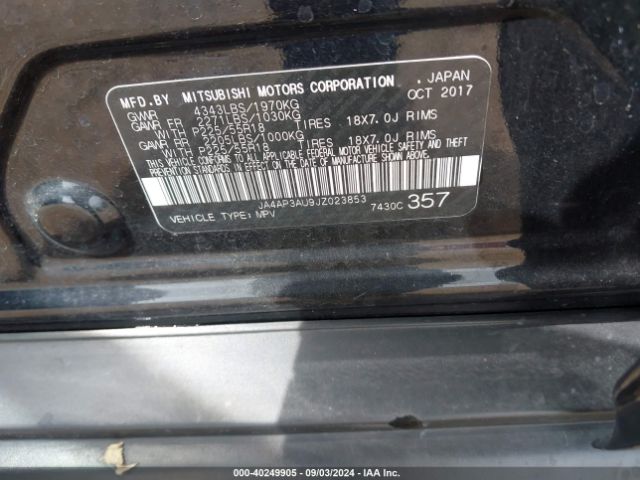 MFD.BY MITSUBISHI MOTORS CORPORATION . JAPAN
GVWR 4343LBS/1970KG OCT 2017
GAWR FR 2271LBS/1030KG
WITH P225/55R18 TIRES 18X7.0J RIMS
GAWR RR 2205LBS/1000KG
WITH P225/55R18 TIRES 18X7.0J RIMS
THIS VEHICLE CONFORMS TO ALL APPLICABLE FEDERAL MOTOR VEHICLE SAFETY AND THEFT
PREVENTION STANDARDS IN EFFECT ON THE DATE OF MANUFACTURE SHOWN ABOVE.
JA4AP3AU9JZ023853
VEHICLE TYPE: MPV 7430C 357
000-40249905 - 09/03/2024 - IAA Inc.